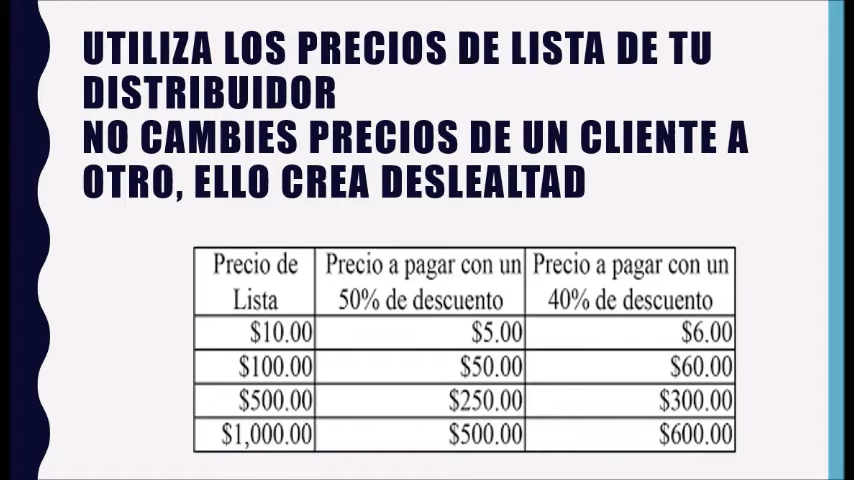 UTILIZA LOS PRECIOS DE LISTA DE TU
DISTRIBUIDOR
NO CAMBIES PRECIOS DE UN CLIENTE A
OTRO, ELLO CREA DESLEALTAD
Precio de Lista | Precio a pagar con un 50% de descuento | Precio a pagar con un 40% de descuento
$10.00 $5.00 $6.00
$100.00 $50.00 $60.00
$500.00 $250.00 $300.00
$1,000.00 $500.00 $600.00